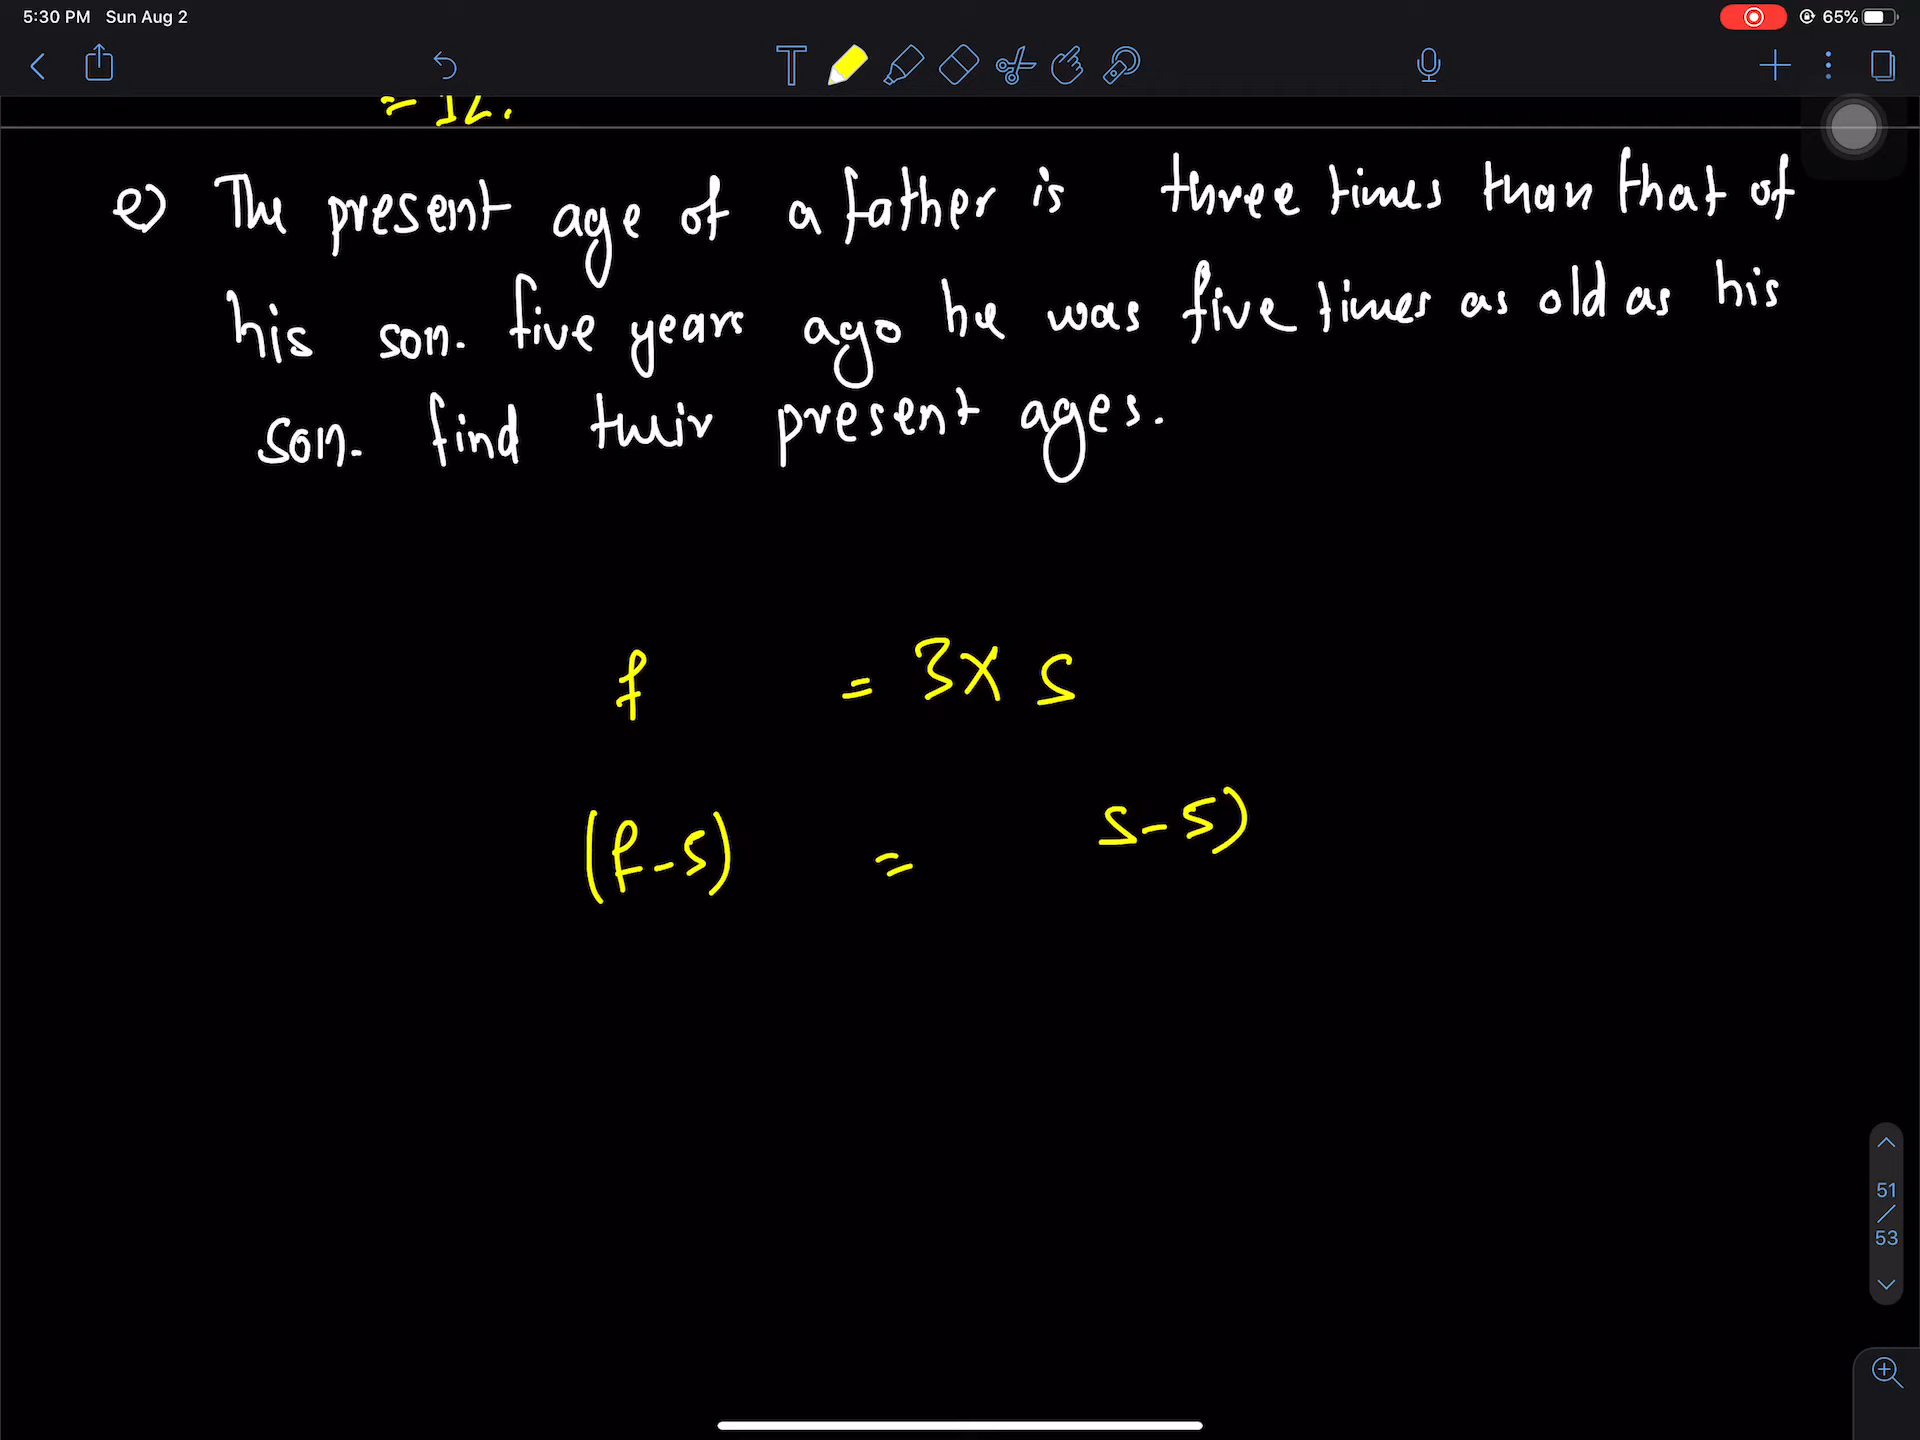 5:30 PM Sun Aug 2
65%
T
= 12.
e) The present age of a father is three times than that of
his son. five years ago he was five times as old as his
son. find their present ages.
f = 3 × s
(f - 5) = s - 5)
51
/
53